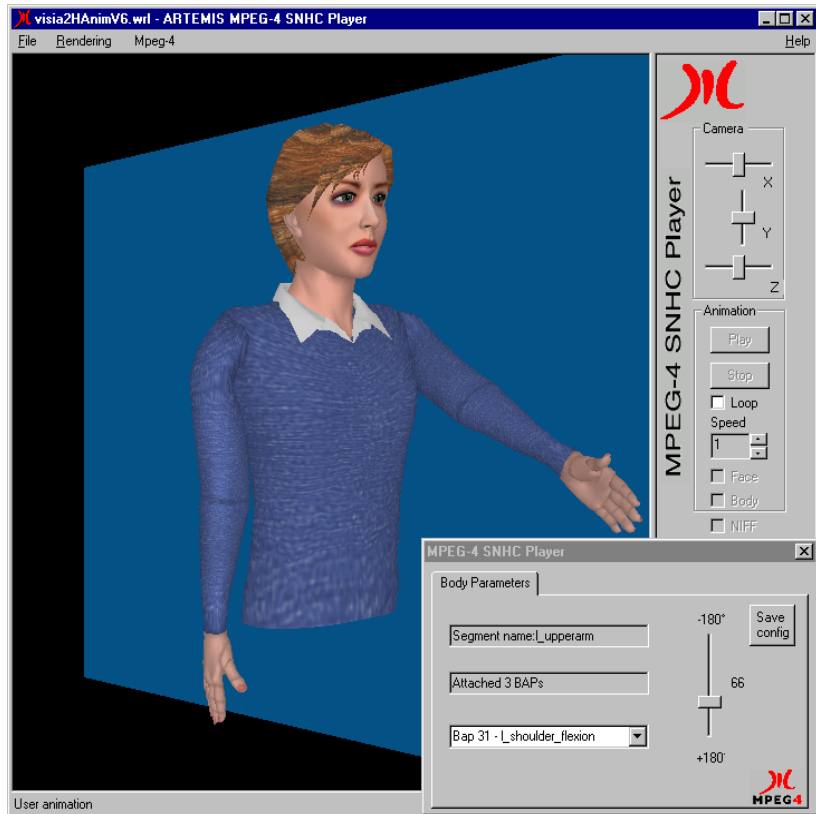 visia2HAnimV6.wrl - ARTEMIS MPEG-4 SNHC Player
File Rendering Mpeg-4 Help
MPEG-4 SNHC Player
Camera
X
Y
Z
Animation
Play
Stop
Loop
Speed
1
Face
Body
NIFF
MPEG-4 SNHC Player
Body Parameters
Segment name:l_upperarm
Attached 3 BAPs
Bap 31 - l_shoulder_flexion
-180°
66
+180°
Save
config
MPEG4
User animation